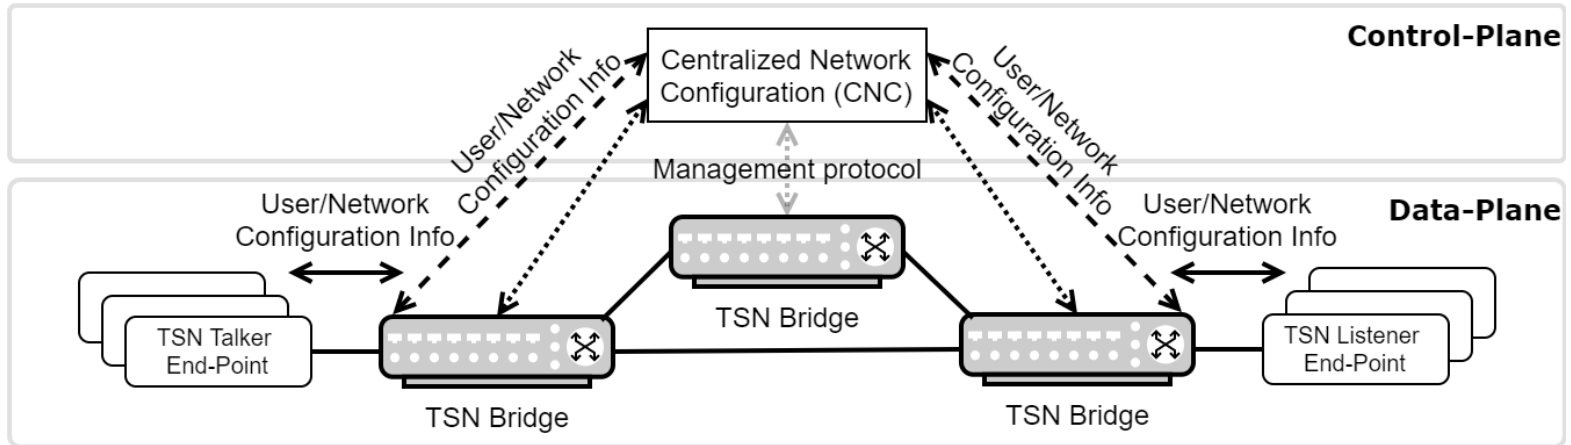 Control-Plane
Centralized Network
Configuration (CNC)
User/Network
Configuration Info
User/Network
Configuration Info
Management protocol
Data-Plane
User/Network
Configuration Info
User/Network
Configuration Info
TSN Bridge
TSN Talker
End-Point
TSN Listener
End-Point
TSN Bridge
TSN Bridge